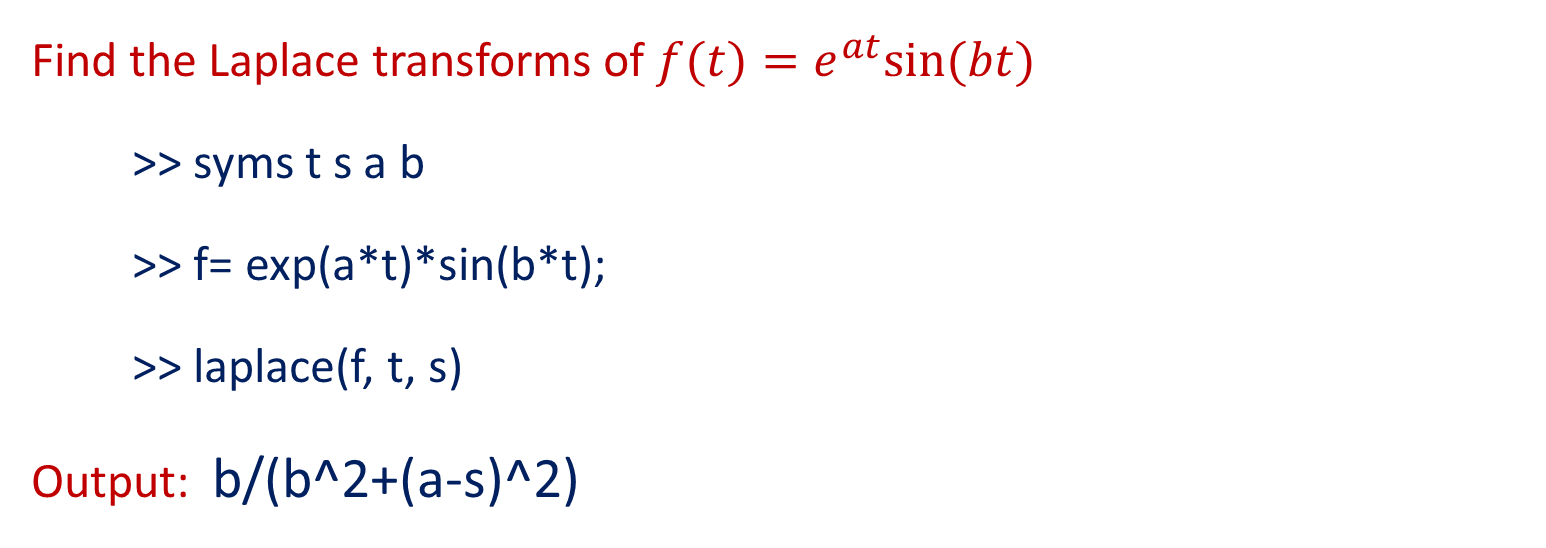 Find the Laplace transforms of f(t) = e^{at}sin(bt)
>> syms t s a b
>> f= exp(a*t)*sin(b*t);
>> laplace(f, t, s)
Output: b/(b^2+(a-s)^2)